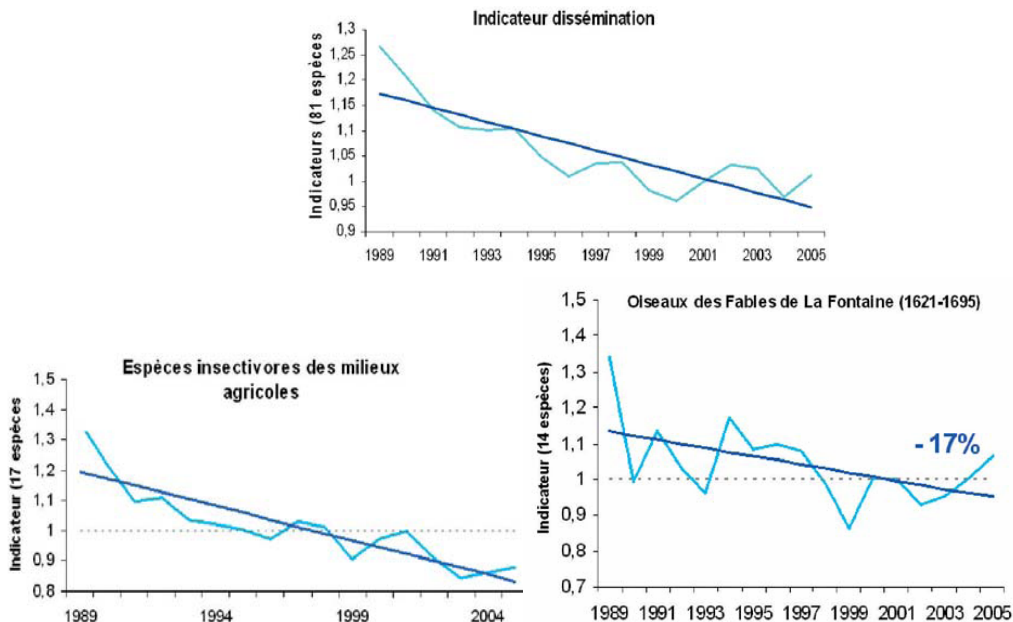 Indicateur dissémination
Indicateurs (81 espèces
1,3
1,25
1,2
1,15
1,1
1,05
1
0,95
0,9
1989 1991 1993 1995 1997 1999 2001 2003 2005
Espèces insectivores des milieux
agricoles
Indicateur (17 espèces
1,5
1,4
1,3
1,2
1,1
1
0,9
0,8
1989 1994 1999 2004
Oiseaux des Fables de La Fontaine (1621-1695)
Indicateur (14 espèces)
1,5
1,4
1,3
1,2
1,1
1
0,9
0,8
0,7
- 17%
1989 1991 1993 1995 1997 1999 2001 2003 2005